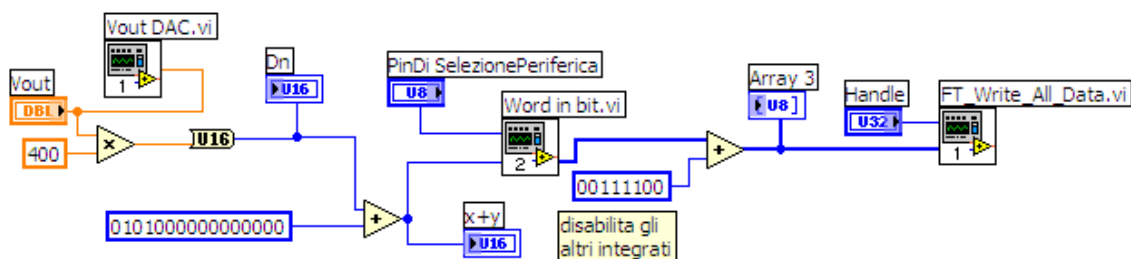 Vout DAC.vi
1
Vout
DBL
400
U16
Dn
U16
0101000000000000
x+y
U16
PinDi SelezionePeriferica
U8
Word in bit.vi
2
00111100
disabilita gli
altri integrati
Array 3
U8]
Handle
U32
FT_Write_All_Data.vi
1